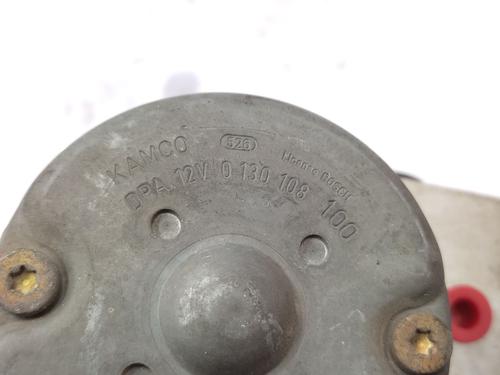 KAMCO 526 Licence Bosch
DPA 12V 0 130 108 100